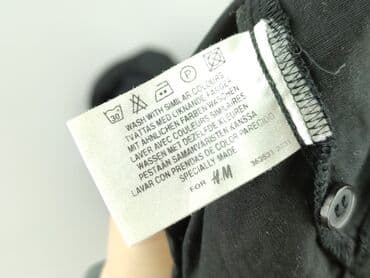 30 P
WASH WITH SIMILAR COLOURS
TVÄTTAS MED LIKNANDE FÄRGER
MIT ÄHNLICHEN FARBEN WASCHEN
LAVER AVEC COULEURS SIMILAIRES
WASSEN MET DEZELFDE KLEUREN
PESTÄÄN SAMANVÄRISTEN KANSSA
LAVAR CON PRENDAS DE COLOR PARECIDO
SPECIALLY MADE
FOR H&M